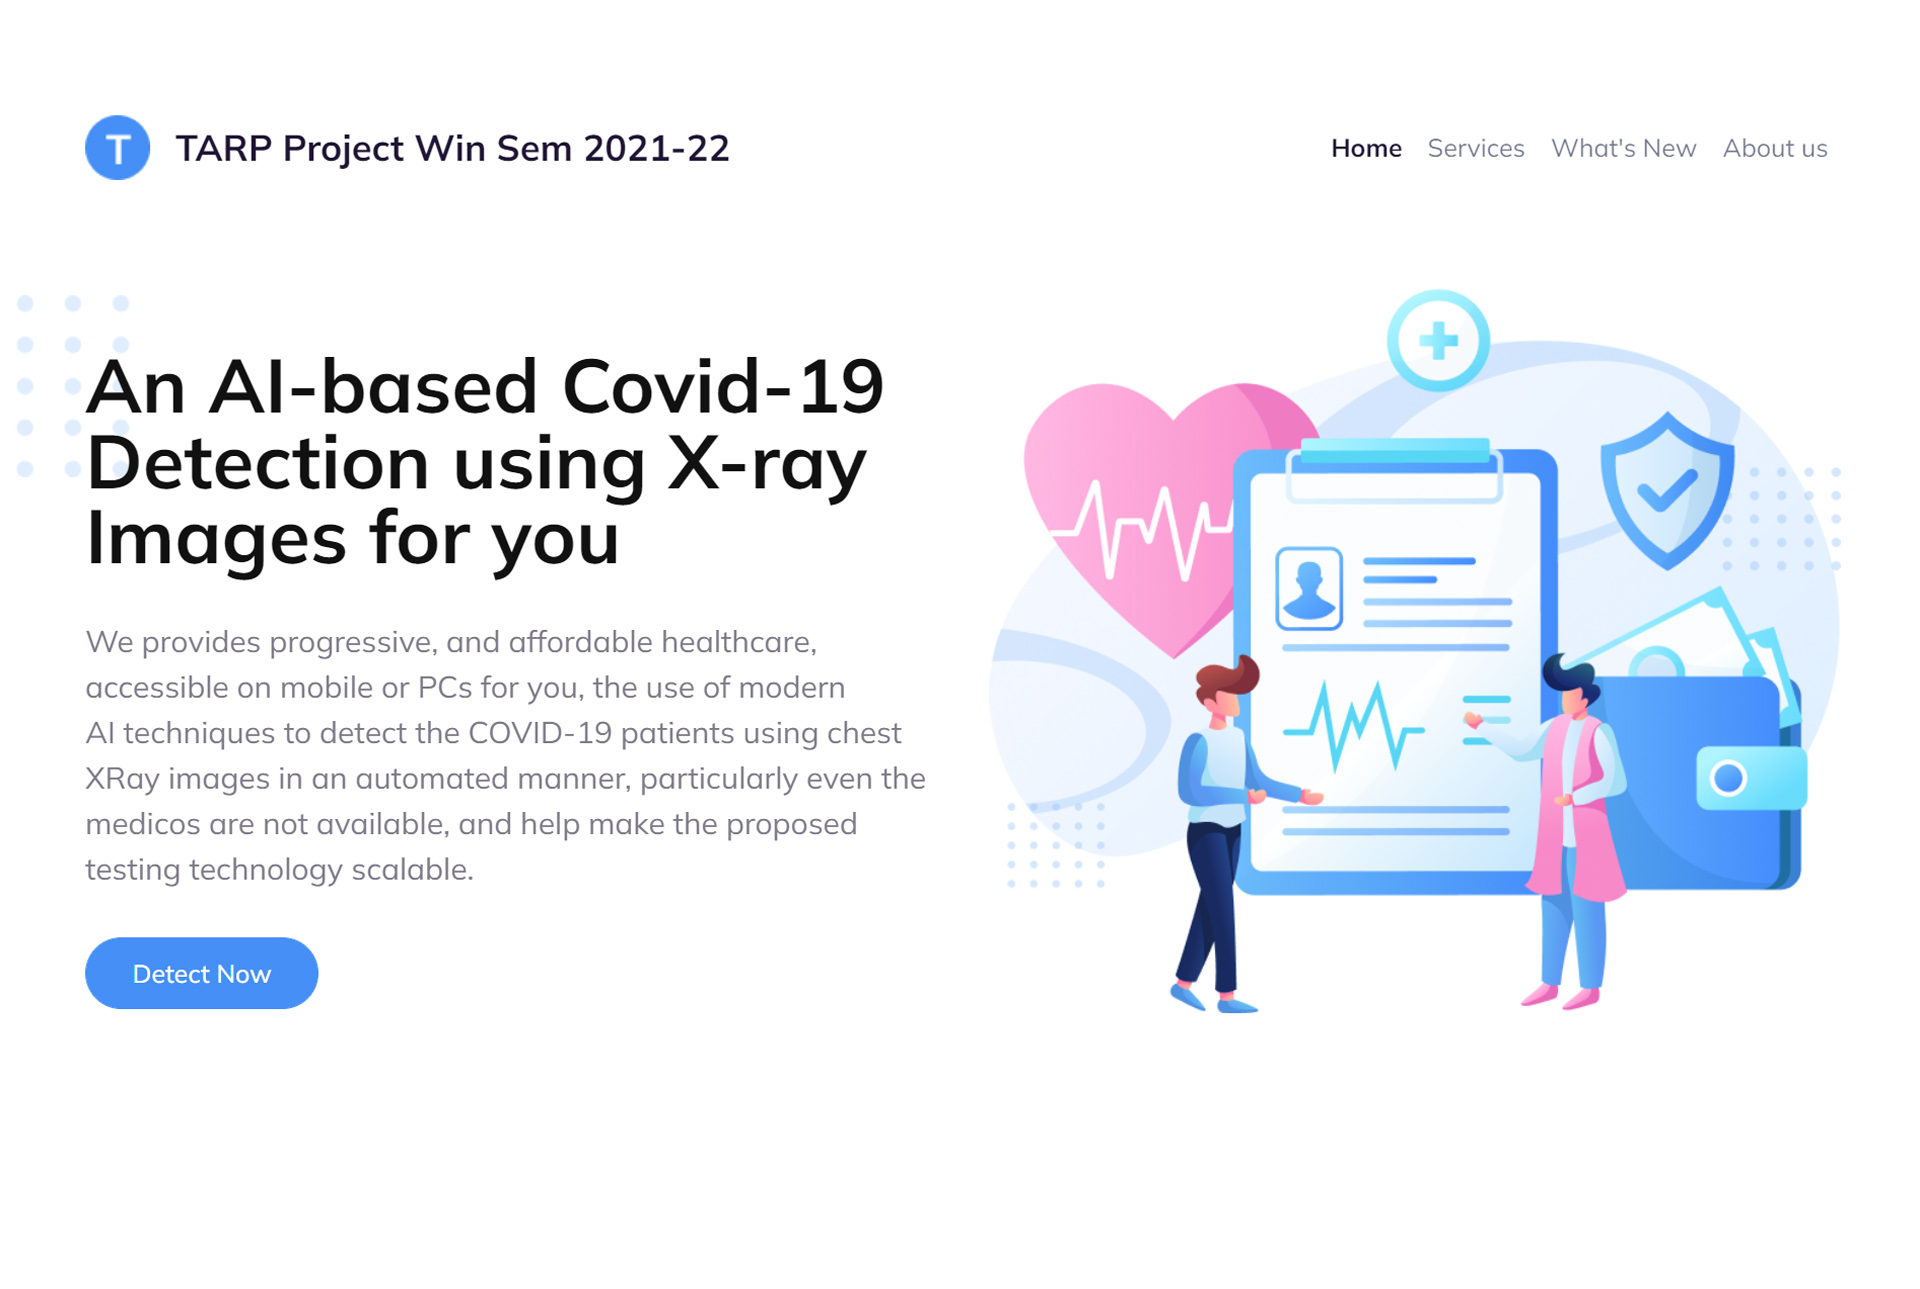 T
TARP Project Win Sem 2021-22
Home Services What's New About us
An AI-based Covid-19
Detection using X-ray
Images for you
We provides progressive, and affordable healthcare,
accessible on mobile or PCs for you, the use of modern
AI techniques to detect the COVID-19 patients using chest
XRay images in an automated manner, particularly even the
medicos are not available, and help make the proposed
testing technology scalable.
Detect Now